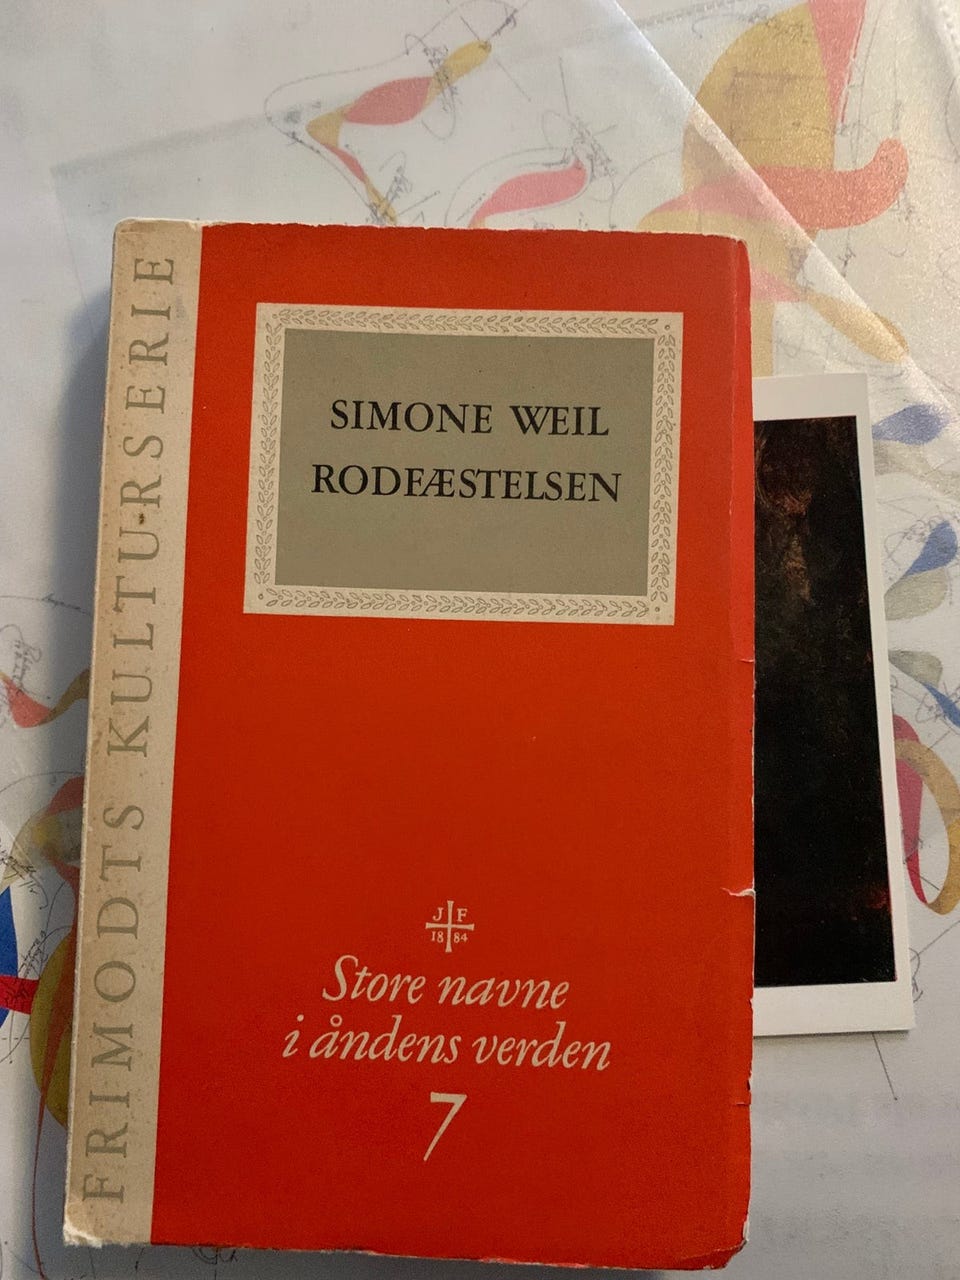 FRIMODTS KULTURSERIE
SIMONE WEIL
RODFÆSTELSEN
J F
18 84
Store navne
i åndens verden
7